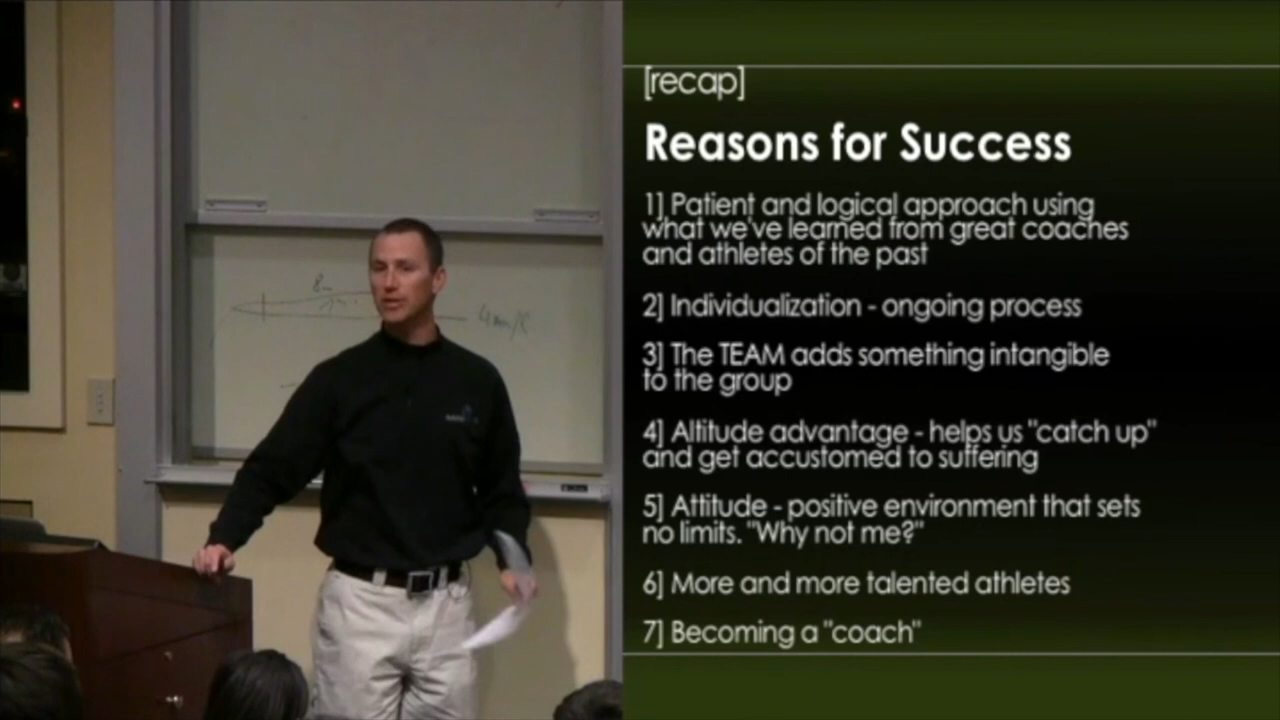 [recap]
Reasons for Success
1] Patient and logical approach using
what we've learned from great coaches
and athletes of the past
2] Individualization - ongoing process
3] The TEAM adds something intangible
to the group
4] Altitude advantage - helps us "catch up"
and get accustomed to suffering
5] Attitude - positive environment that sets
no limits. "Why not me?"
6] More and more talented athletes
7] Becoming a "coach"